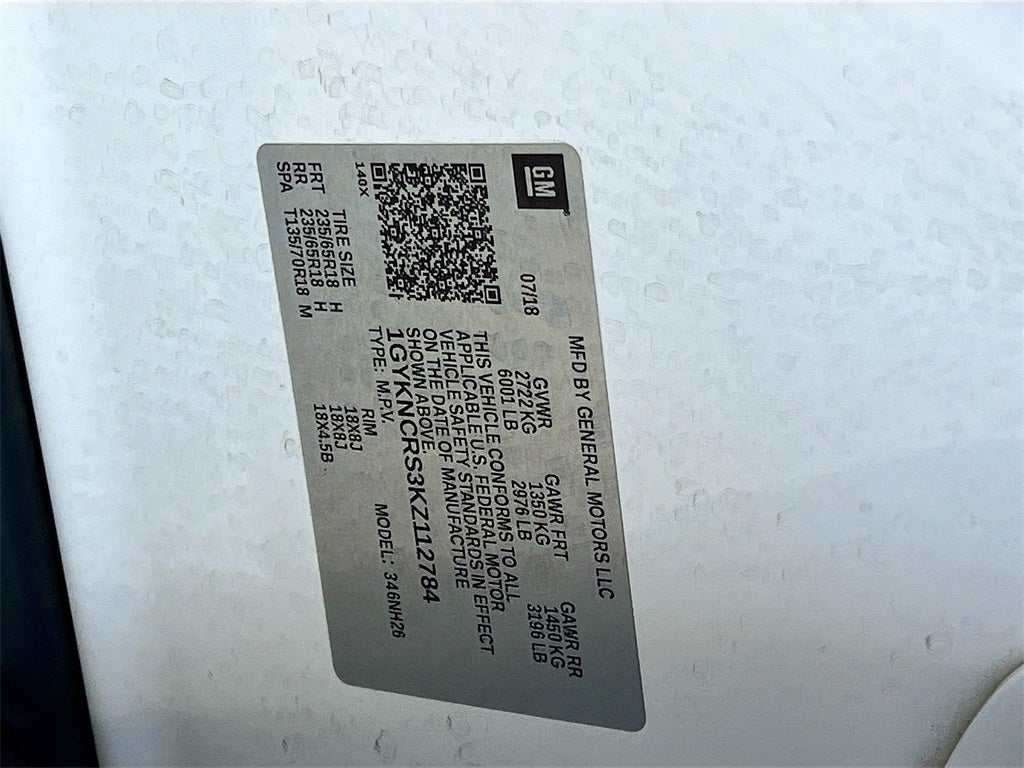 GM
MFD BY GENERAL MOTORS LLC
07/18
GVWR GAWR FRT GAWR RR
2722 KG 1350 KG 1450 KG
6001 LB 2976 LB 3196 LB
THIS VEHICLE CONFORMS TO ALL
APPLICABLE U.S. FEDERAL MOTOR
VEHICLE SAFETY STANDARDS IN EFFECT
ON THE DATE OF MANUFACTURE
SHOWN ABOVE.
1GYKNCRS3KZ112784
TYPE: M.P.V. MODEL: 346NH26
140X
TIRE SIZE RIM
FRT 235/65R18 H 18X8J
RR 235/65R18 H 18X8J
SPA T135/70R18 M 18X4.5B